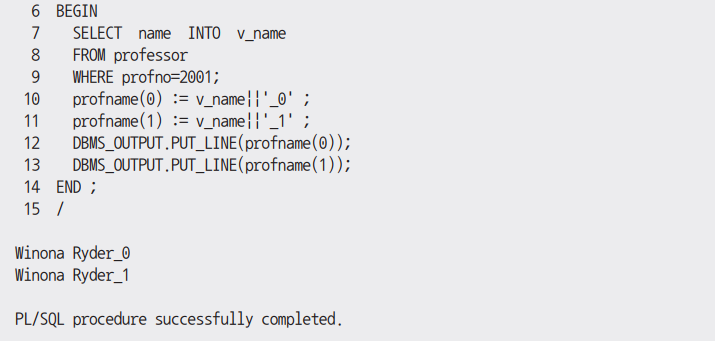 6 BEGIN
7 SELECT name INTO v_name
8 FROM professor
9 WHERE profno=2001;
10 profname(0) := v_name||'_0' ;
11 profname(1) := v_name||'_1' ;
12 DBMS_OUTPUT.PUT_LINE(profname(0));
13 DBMS_OUTPUT.PUT_LINE(profname(1));
14 END ;
15 /
Winona Ryder_0
Winona Ryder_1
PL/SQL procedure successfully completed.